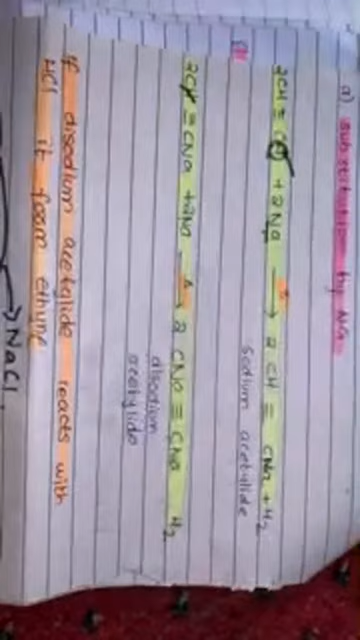 a) substitution by Na
2CH ≡ CH + 2Na → 2 CH ≡ CNa + H2
Sodium acetylide
2CH ≡ CNa + 2Na → 2 CNa ≡ CNa H2
disodium
acetylide
If disodium acetylide reacts with
HCl it foam ethyne
NaCl